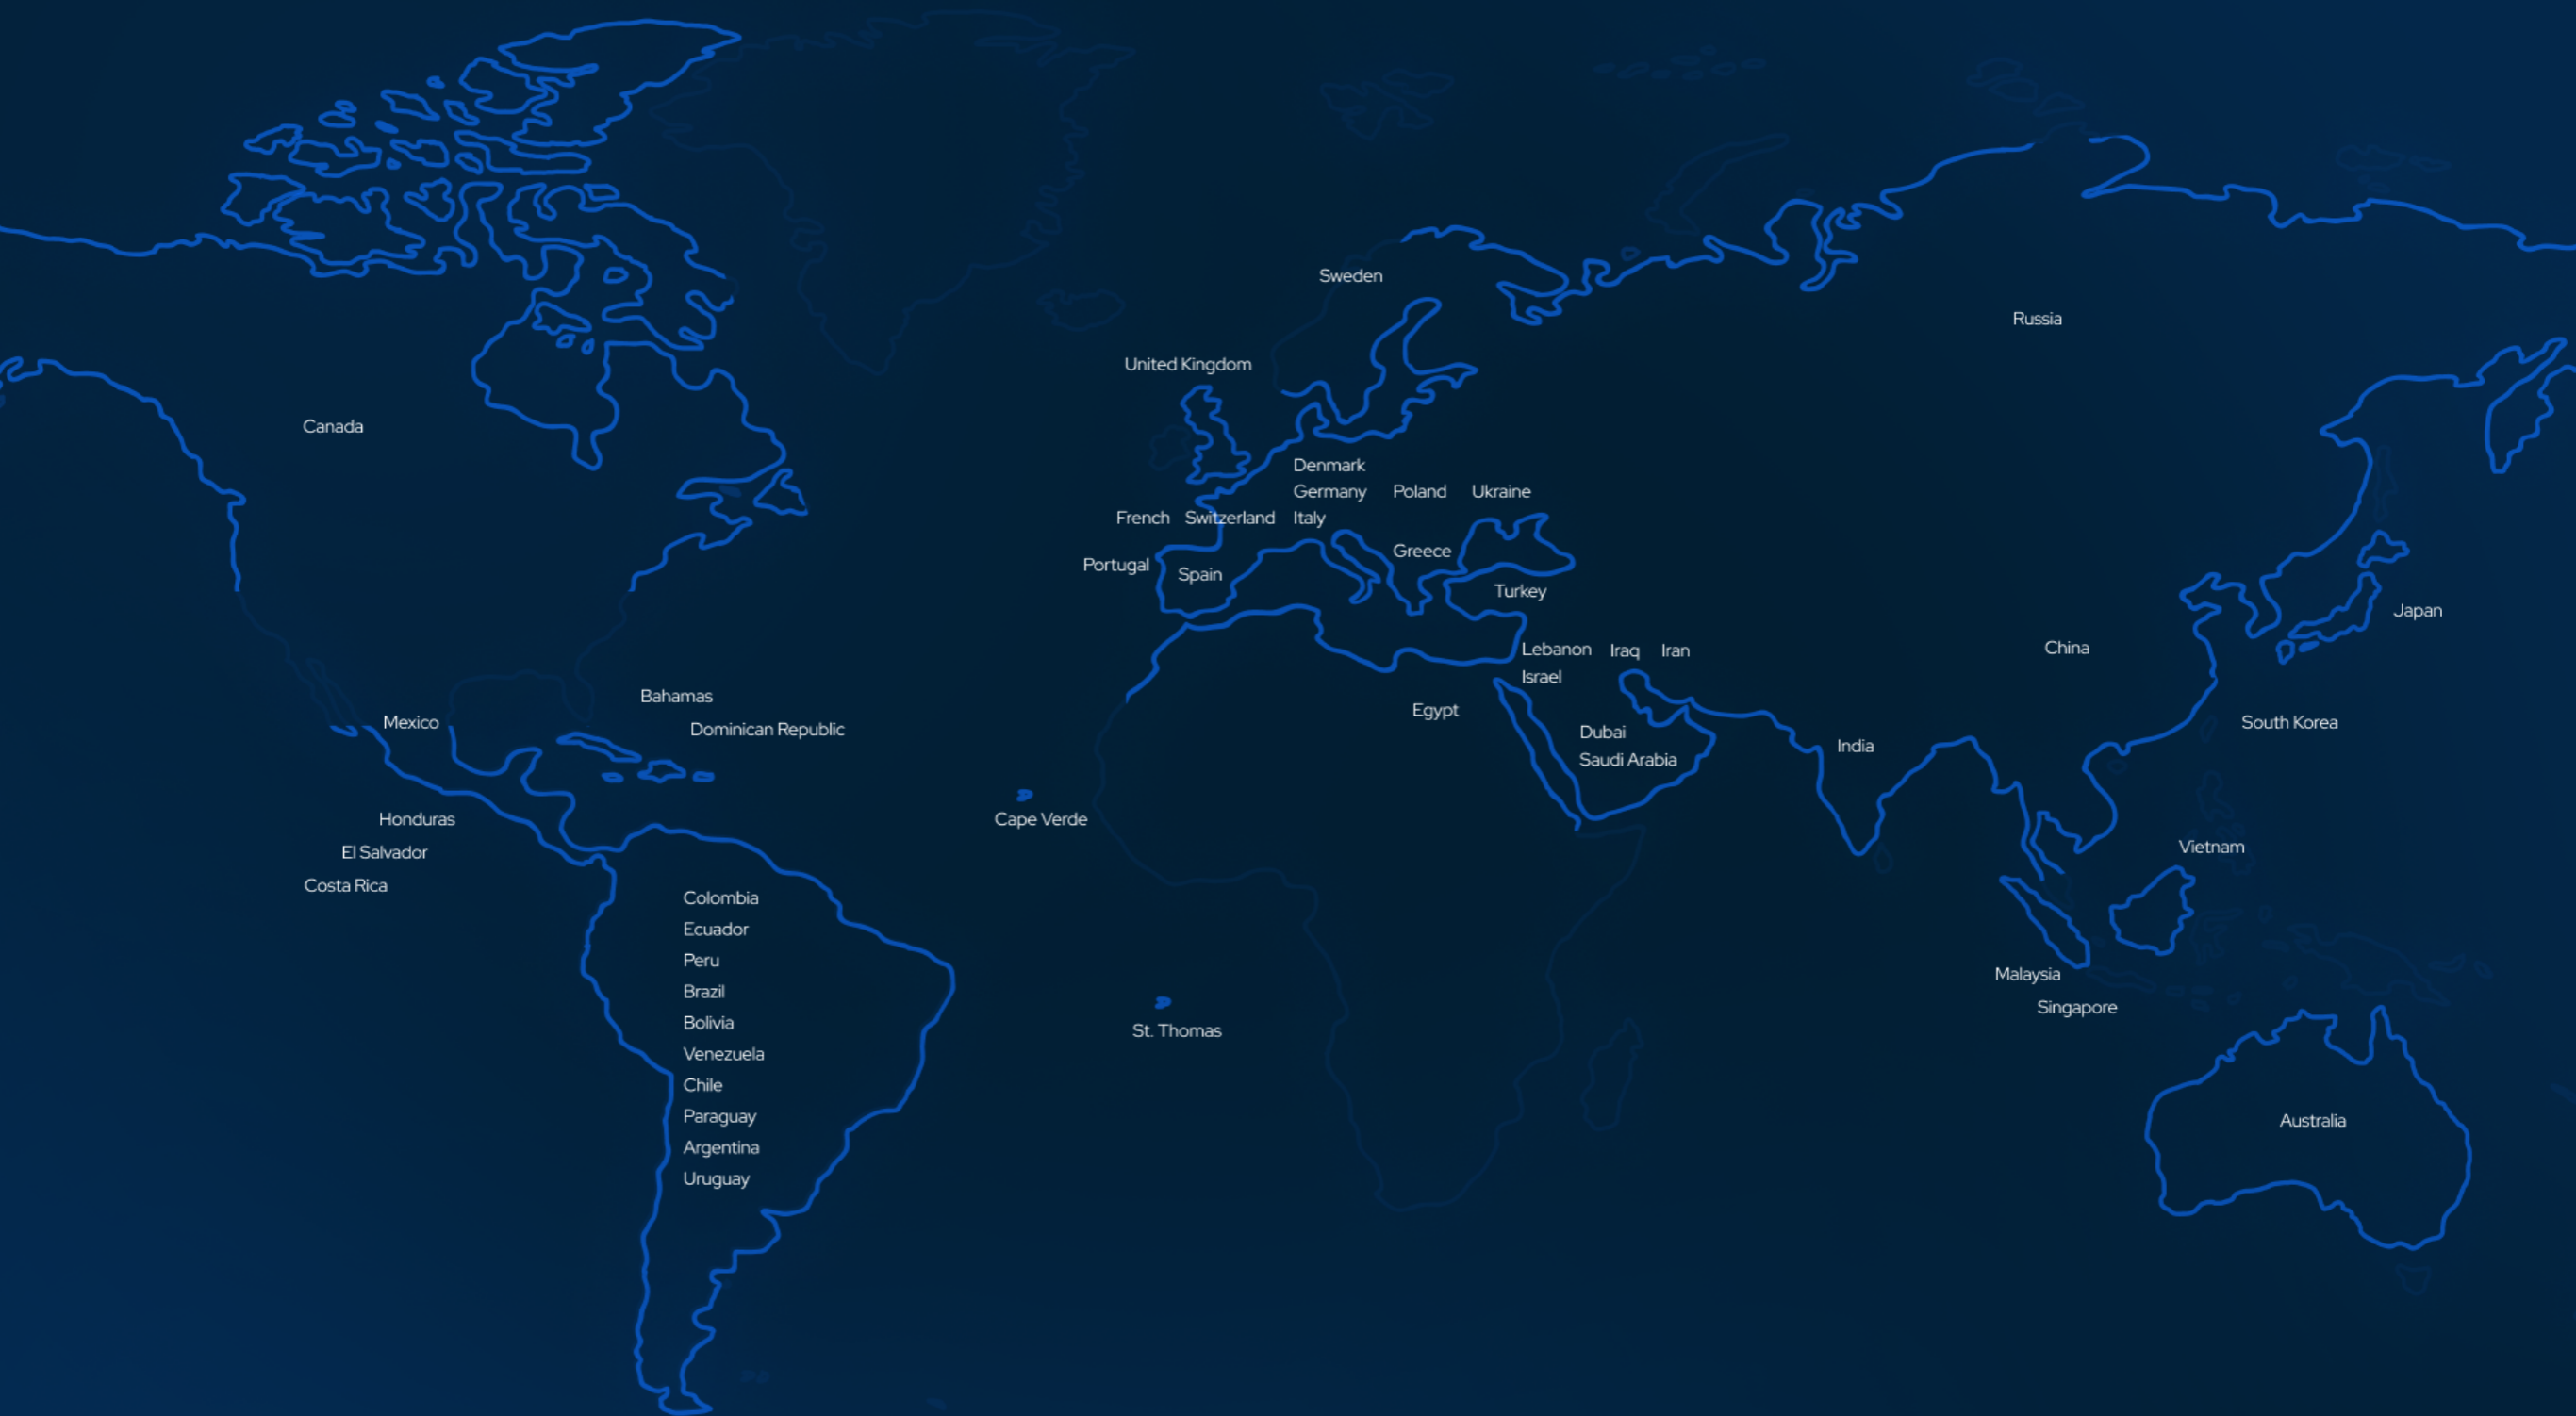 Sweden
Russia
United Kingdom
Canada
Denmark
Germany Poland Ukraine
French Switzerland Italy
Greece
Portugal
Spain
Turkey
Japan
China
Lebanon Iraq Iran
Israel
Bahamas
Egypt
Mexico
South Korea
Dominican Republic
Dubai
India
Saudi Arabia
Honduras
Cape Verde
Vietnam
El Salvador
Costa Rica
Colombia
Ecuador
Peru
Malaysia
Brazil
Singapore
Bolivia
St. Thomas
Venezuela
Chile
Paraguay
Australia
Argentina
Uruguay